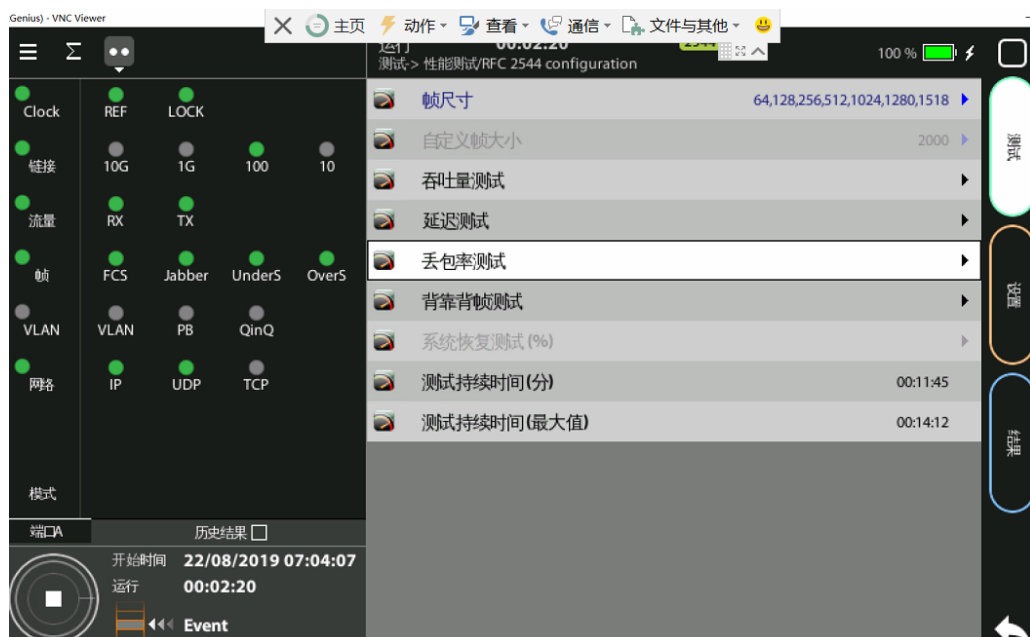 Genius) - VNC Viewer
主页 动作 查看 通信 文件与其他
运行 00:02:20 2544
测试-> 性能测试/RFC 2544 configuration
100 %
Clock REF LOCK
链接 10G 1G 100 10
流量 RX TX
帧 FCS Jabber UnderS OverS
VLAN VLAN PB QinQ
网络 IP UDP TCP
模式
端口A 历史结果
开始时间 22/08/2019 07:04:07
运行 00:02:20
Event
帧尺寸 64,128,256,512,1024,1280,1518
自定义帧大小 2000
吞吐量测试
延迟测试
丢包率测试
背靠背帧测试
系统恢复测试 (%)
测试持续时间(分) 00:11:45
测试持续时间(最大值) 00:14:12
测试
设置
结果